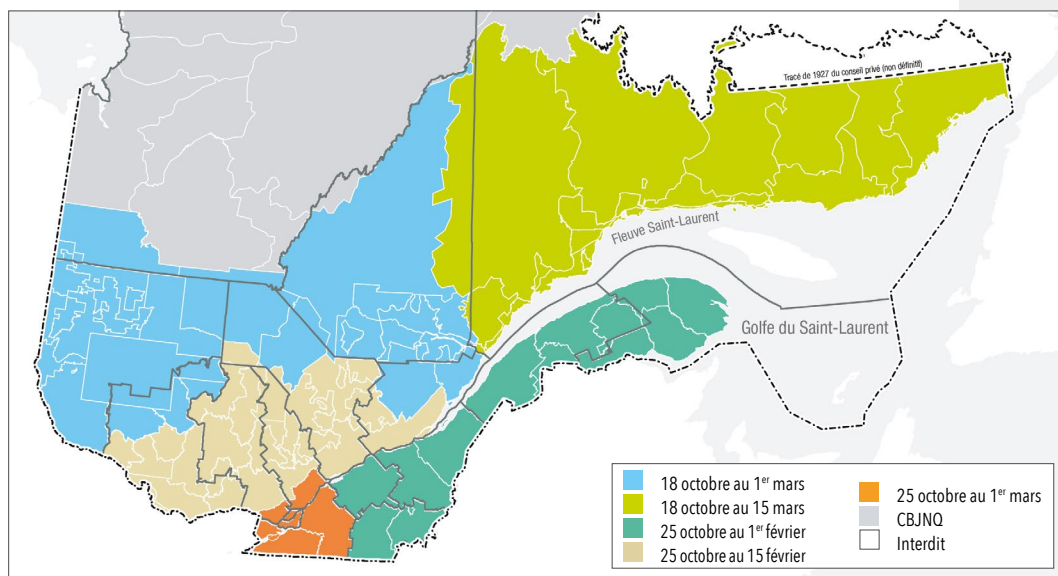 Tracé de 1927 du conseil privé (non définitif)
Fleuve Saint-Laurent
Golfe du Saint-Laurent
18 octobre au 1er mars
18 octobre au 15 mars
25 octobre au 1er février
25 octobre au 15 février
25 octobre au 1er mars
CBJNQ
Interdit